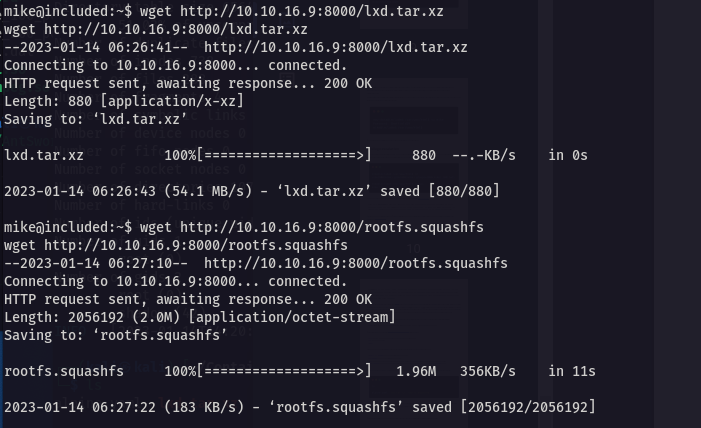 mike@included:~$ wget http://10.10.16.9:8000/lxd.tar.xz
wget http://10.10.16.9:8000/lxd.tar.xz
--2023-01-14 06:26:41--  http://10.10.16.9:8000/lxd.tar.xz
Connecting to 10.10.16.9:8000... connected.
HTTP request sent, awaiting response... 200 OK
Length: 880 [application/x-xz]
Saving to: ‘lxd.tar.xz’
lxd.tar.xz          100%[===================>]     880  --.-KB/s    in 0s
2023-01-14 06:26:43 (54.1 MB/s) - ‘lxd.tar.xz’ saved [880/880]
mike@included:~$ wget http://10.10.16.9:8000/rootfs.squashfs
wget http://10.10.16.9:8000/rootfs.squashfs
--2023-01-14 06:27:10--  http://10.10.16.9:8000/rootfs.squashfs
Connecting to 10.10.16.9:8000... connected.
HTTP request sent, awaiting response... 200 OK
Length: 2056192 (2.0M) [application/octet-stream]
Saving to: ‘rootfs.squashfs’
rootfs.squashfs     100%[===================>]   1.96M   356KB/s    in 11s
2023-01-14 06:27:22 (183 KB/s) - ‘rootfs.squashfs’ saved [2056192/2056192]